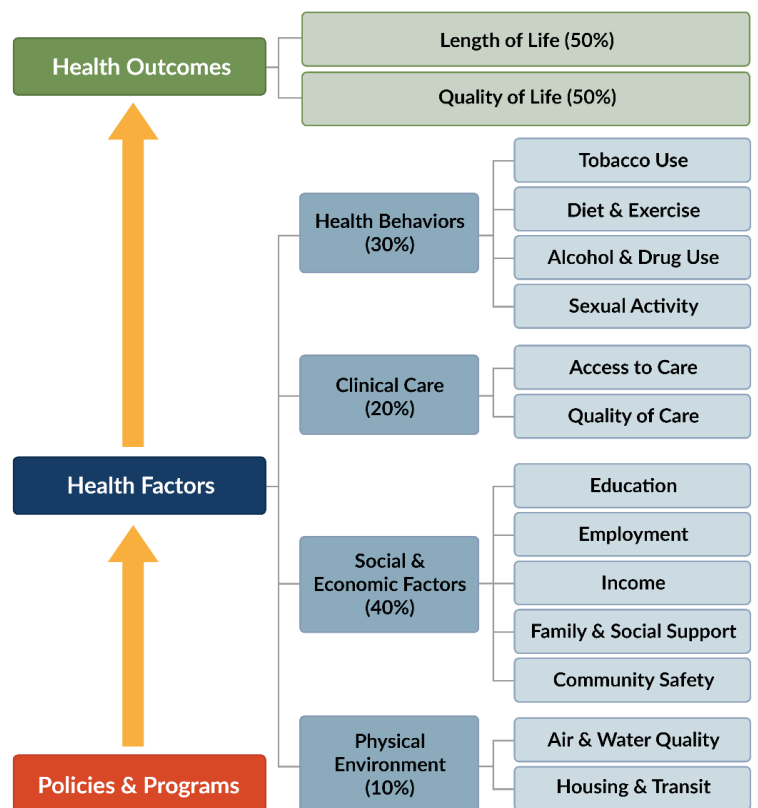 Health Outcomes
Length of Life (50%)
Quality of Life (50%)
Health Behaviors
(30%)
Tobacco Use
Diet & Exercise
Alcohol & Drug Use
Sexual Activity
Clinical Care
(20%)
Access to Care
Quality of Care
Health Factors
Social &
Economic Factors
(40%)
Education
Employment
Income
Family & Social Support
Community Safety
Physical
Environment
(10%)
Air & Water Quality
Housing & Transit
Policies & Programs